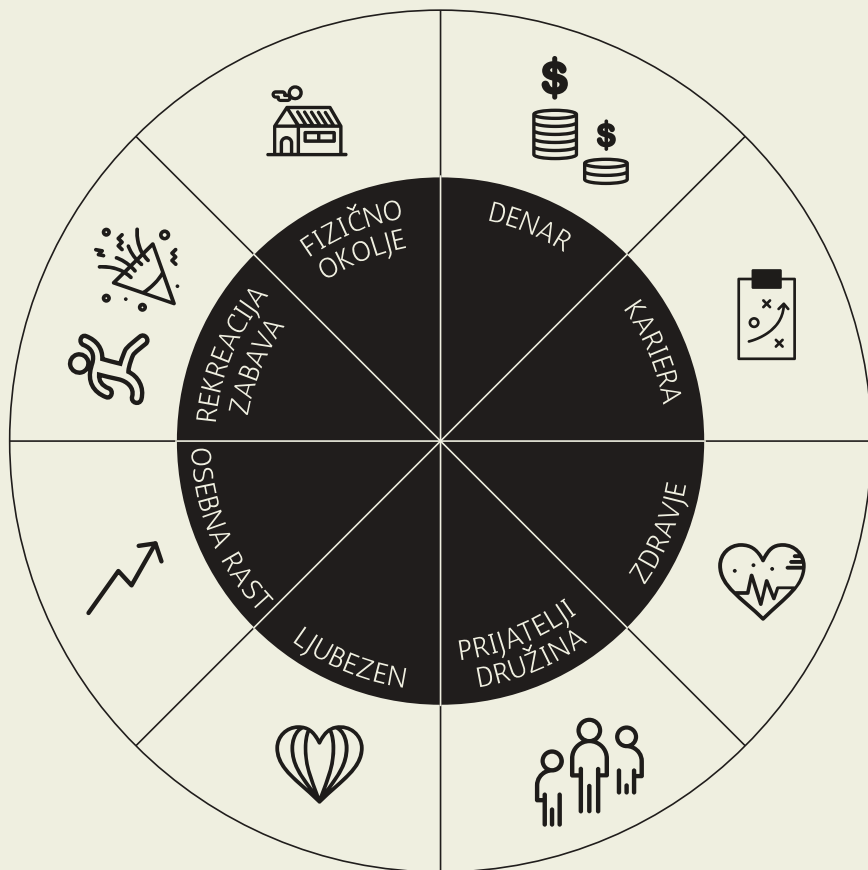 DENAR
KARIERA
ZDRAVJE
PRIJATELJI
DRUŽINA
LJUBEZEN
OSEBNA RAST
REKREACIJA
ZABAVA
FIZIČNO
OKOLJE
$
$